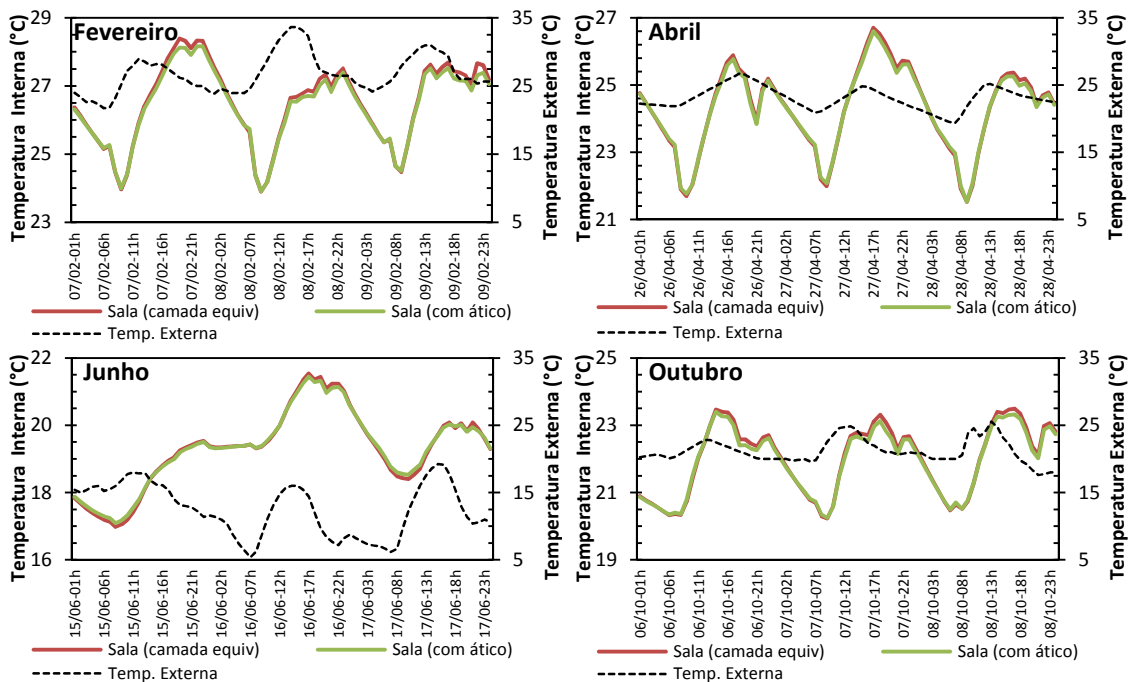 Fevereiro
Temperatura Interna (°C)
29
27
25
23
Temperatura Externa (°C)
35
25
15
5
07/02-01h
07/02-06h
07/02-11h
07/02-16h
07/02-21h
08/02-02h
08/02-07h
08/02-12h
08/02-17h
08/02-22h
09/02-03h
09/02-08h
09/02-13h
09/02-18h
09/02-23h
Sala (camada equiv)
Sala (com ático)
Temp. Externa
Abril
Temperatura Interna (°C)
27
25
23
21
Temperatura Externa (°C)
35
25
15
5
26/04-01h
26/04-06h
26/04-11h
26/04-16h
26/04-21h
27/04-02h
27/04-07h
27/04-12h
27/04-17h
27/04-22h
28/04-03h
28/04-08h
28/04-13h
28/04-18h
28/04-23h
Sala (camada equiv)
Sala (com ático)
Temp. Externa
Junho
Temperatura Interna (°C)
22
20
18
16
Temperatura Externa (°C)
35
25
15
5
15/06-01h
15/06-06h
15/06-11h
15/06-16h
15/06-21h
16/06-02h
16/06-07h
16/06-12h
16/06-17h
16/06-22h
17/06-03h
17/06-08h
17/06-13h
17/06-18h
17/06-23h
Sala (camada equiv)
Sala (com ático)
Temp. Externa
Outubro
Temperatura Interna (°C)
25
23
21
19
Temperatura Externa (°C)
35
25
15
5
06/10-01h
06/10-06h
06/10-11h
06/10-16h
06/10-21h
07/10-02h
07/10-07h
07/10-12h
07/10-17h
07/10-22h
08/10-03h
08/10-08h
08/10-13h
08/10-18h
08/10-23h
Sala (camada equiv)
Sala (com ático)
Temp. Externa